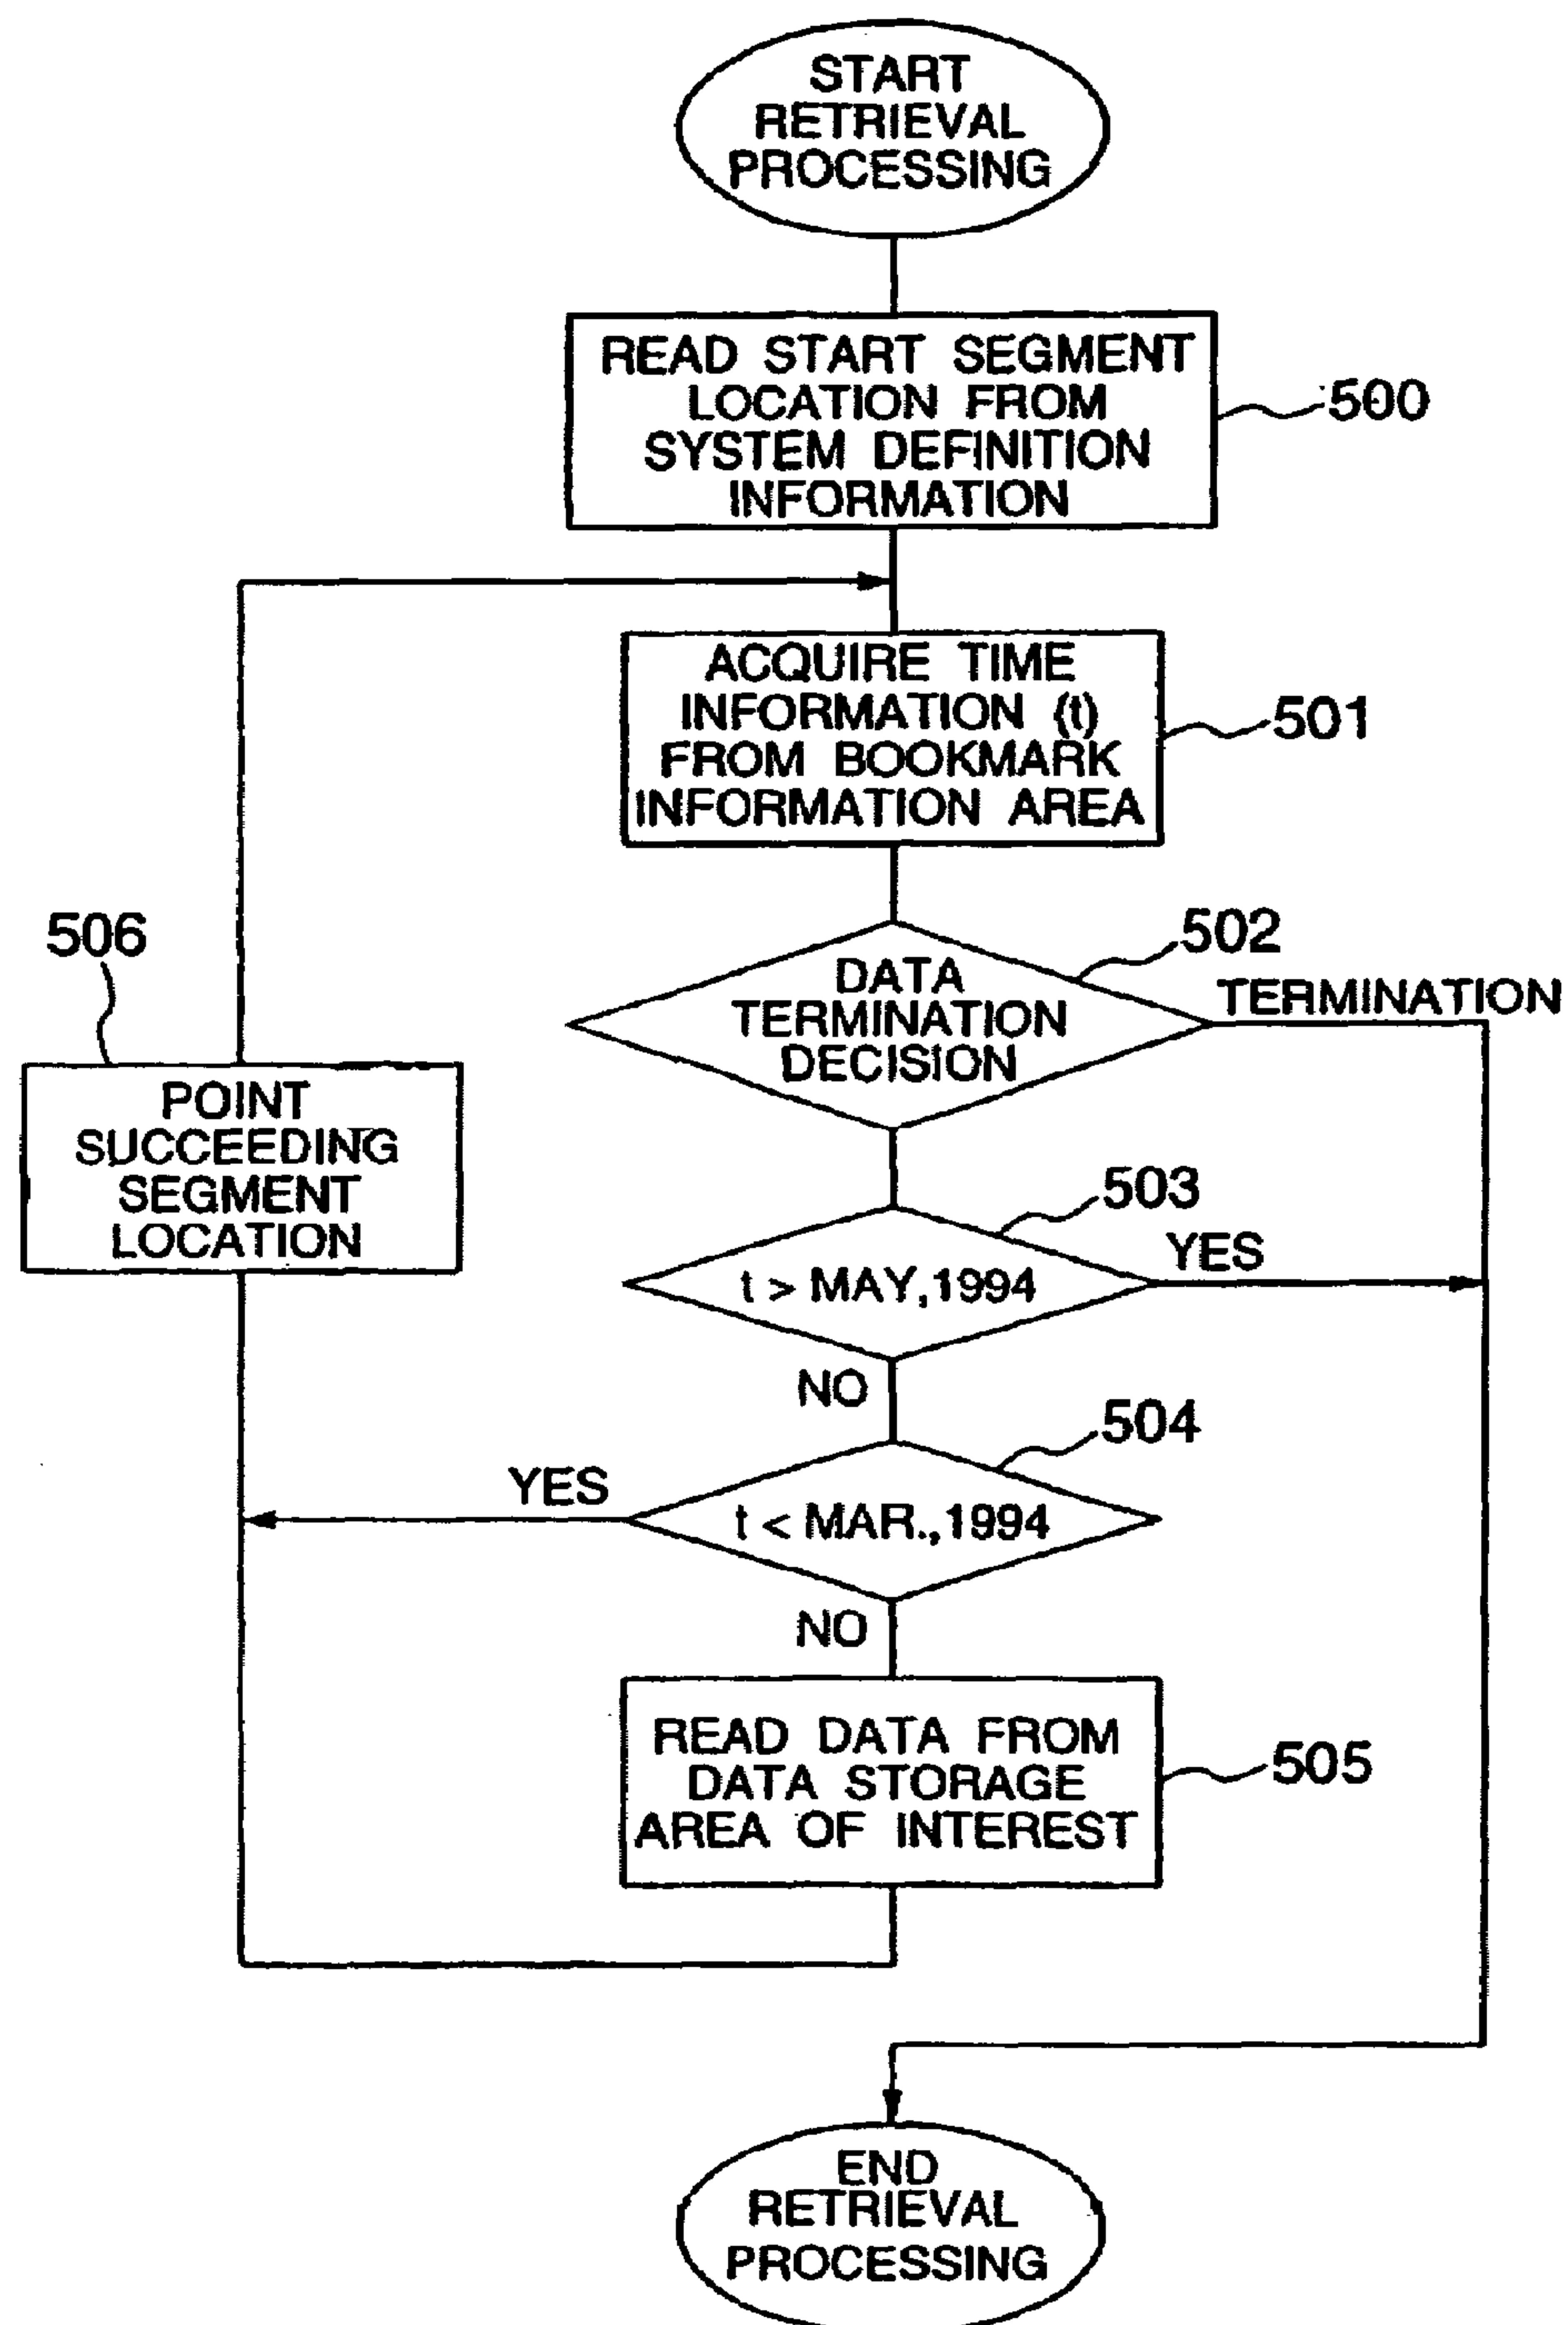 START
RETRIEVAL
PROCESSING
READ START SEGMENT
LOCATION FROM
SYSTEM DEFINITION
INFORMATION
500
ACQUIRE TIME
INFORMATION (t)
FROM BOOKMARK
INFORMATION AREA
501
506
POINT
SUCCEEDING
SEGMENT
LOCATION
502
DATA
TERMINATION
DECISION
TERMINATION
503
t > MAY,1994
YES
NO
504
YES
t < MAR.,1994
NO
READ DATA FROM
DATA STORAGE
AREA OF INTEREST
505
END
RETRIEVAL
PROCESSING